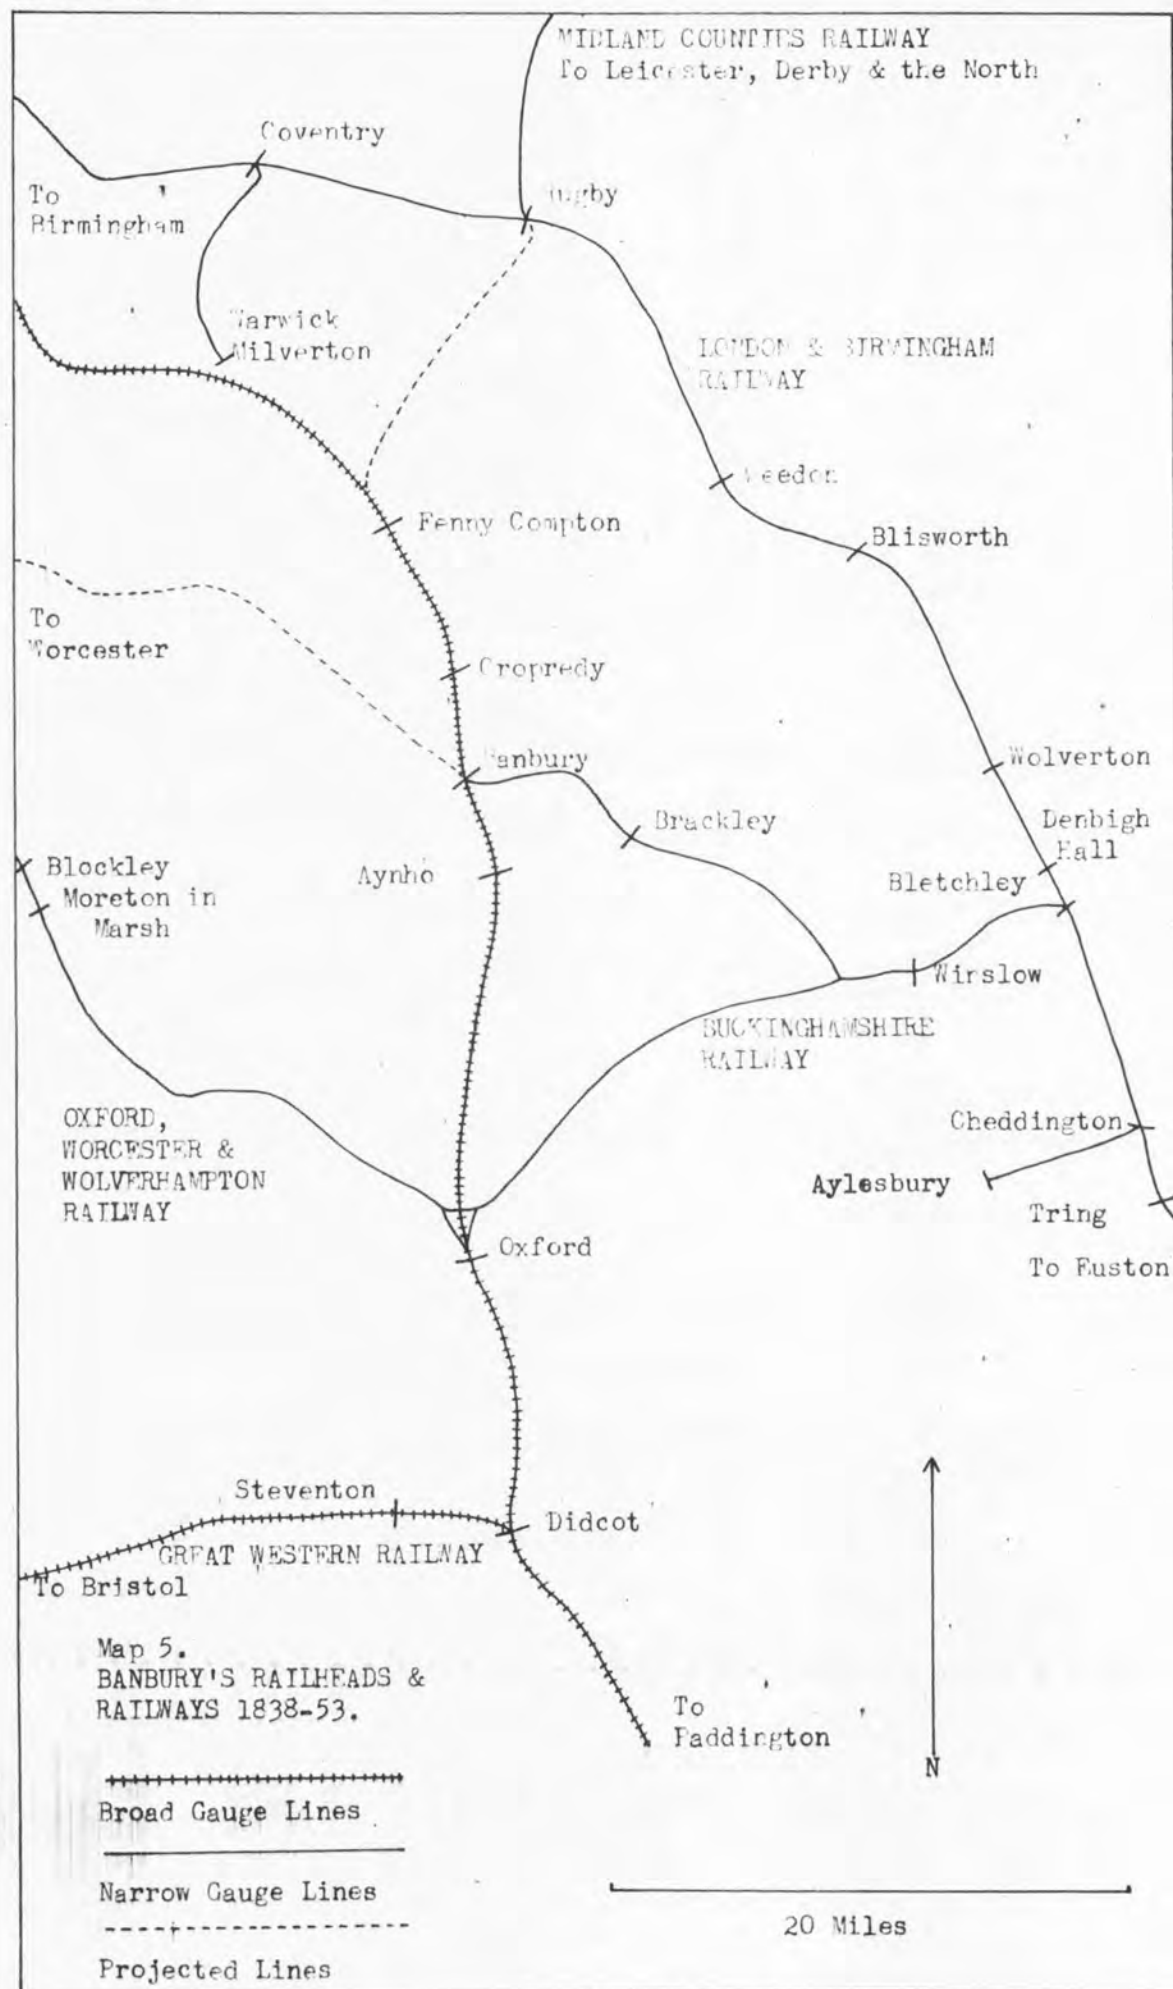 MIDLAND COUNTIES RAILWAY
To Leicester, Derby & the North
Coventry
To
Birmingham
Rugby
Warwick
Milverton
LONDON & BIRMINGHAM
RAILWAY
Weedon
Fenny Compton
Blisworth
To
Worcester
Cropredy
Banbury
Wolverton
Brackley
Denbigh
Hall
Blockley
Moreton in
Marsh
Aynho
Bletchley
Winslow
BUCKINGHAMSHIRE
RAILWAY
OXFORD,
WORCESTER &
WOLVERHAMPTON
RAILWAY
Cheddington
Aylesbury
Tring
Oxford
To Euston
Steventon
Didcot
GREAT WESTERN RAILWAY
To Bristol
Map 5.
BANBURY'S RAILHEADS &
RAILWAYS 1838-53.
To
Paddington
N
Broad Gauge Lines
Narrow Gauge Lines
20 Miles
Projected Lines